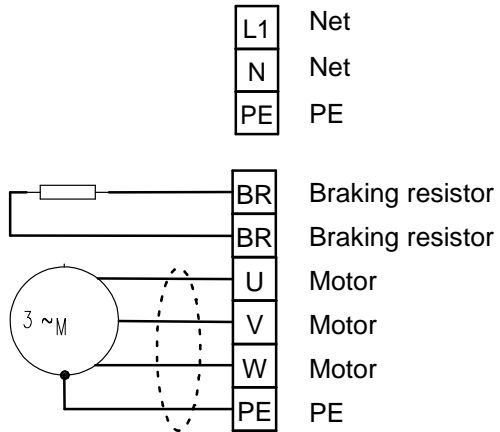 L1 Net
N Net
PE PE
BR Braking resistor
BR Braking resistor
U Motor
V Motor
3 ~M
W Motor
PE PE